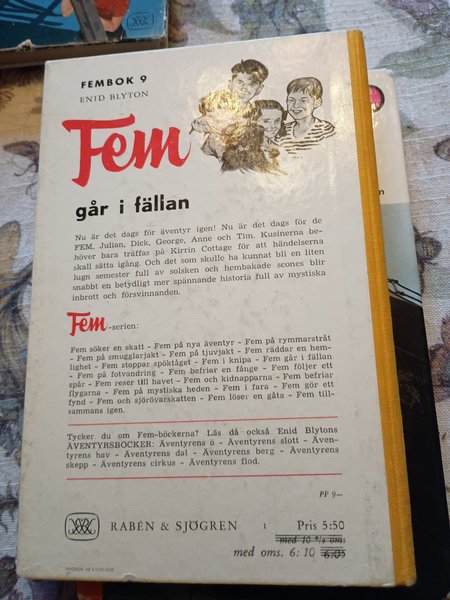 FEMBOK 9
ENID BLYTON
Fem
går i fällan
Nu är det dags för äventyr igen! Nu är det dags för de
FEM, Julian, Dick, George, Anne och Tim. Kusinerna be-
höver bara träffas på Kirrin Cottage för att händelserna
skall sätta igång. Och det som skulle ha kunnat bli en liten
lugn semester full av solsken och hembakade scones blir
snabbt en betydligt mer spännande historia full av mystiska
inbrott och försvinnanden.
Fem-serien:
Fem söker en skatt - Fem på nya äventyr - Fem på rymmarstråt
- Fem på smugglarjakt - Fem på tjuvjakt - Fem räddar en hem-
lighet - Fem stoppar spöktåget - Fem i knipa - Fem går i fällan
- Fem på fotvandring - Fem befriar en fånge - Fem följer ett
spår - Fem reser till havet - Fem och kidnapparna - Fem befriar
flygarna - Fem på mystiska heden - Fem i fara - Fem gör ett
fynd - Fem och sjörövarskatten - Fem löser en gåta - Fem till-
sammans igen.
Tycker du om Fem-böckerna? Läs då också Enid Blytons
ÄVENTYRSBÖCKER: Äventyrens ö - Äventyrens slott - Även-
tyrens hav - Äventyrens dal - Äventyrens berg - Äventyrens
skepp - Äventyrens cirkus - Äventyrens flod.
PF 9—
RABÉN & SJÖGREN 1 Pris 5:50
med 10 % oms
med oms. 6:10 6:05